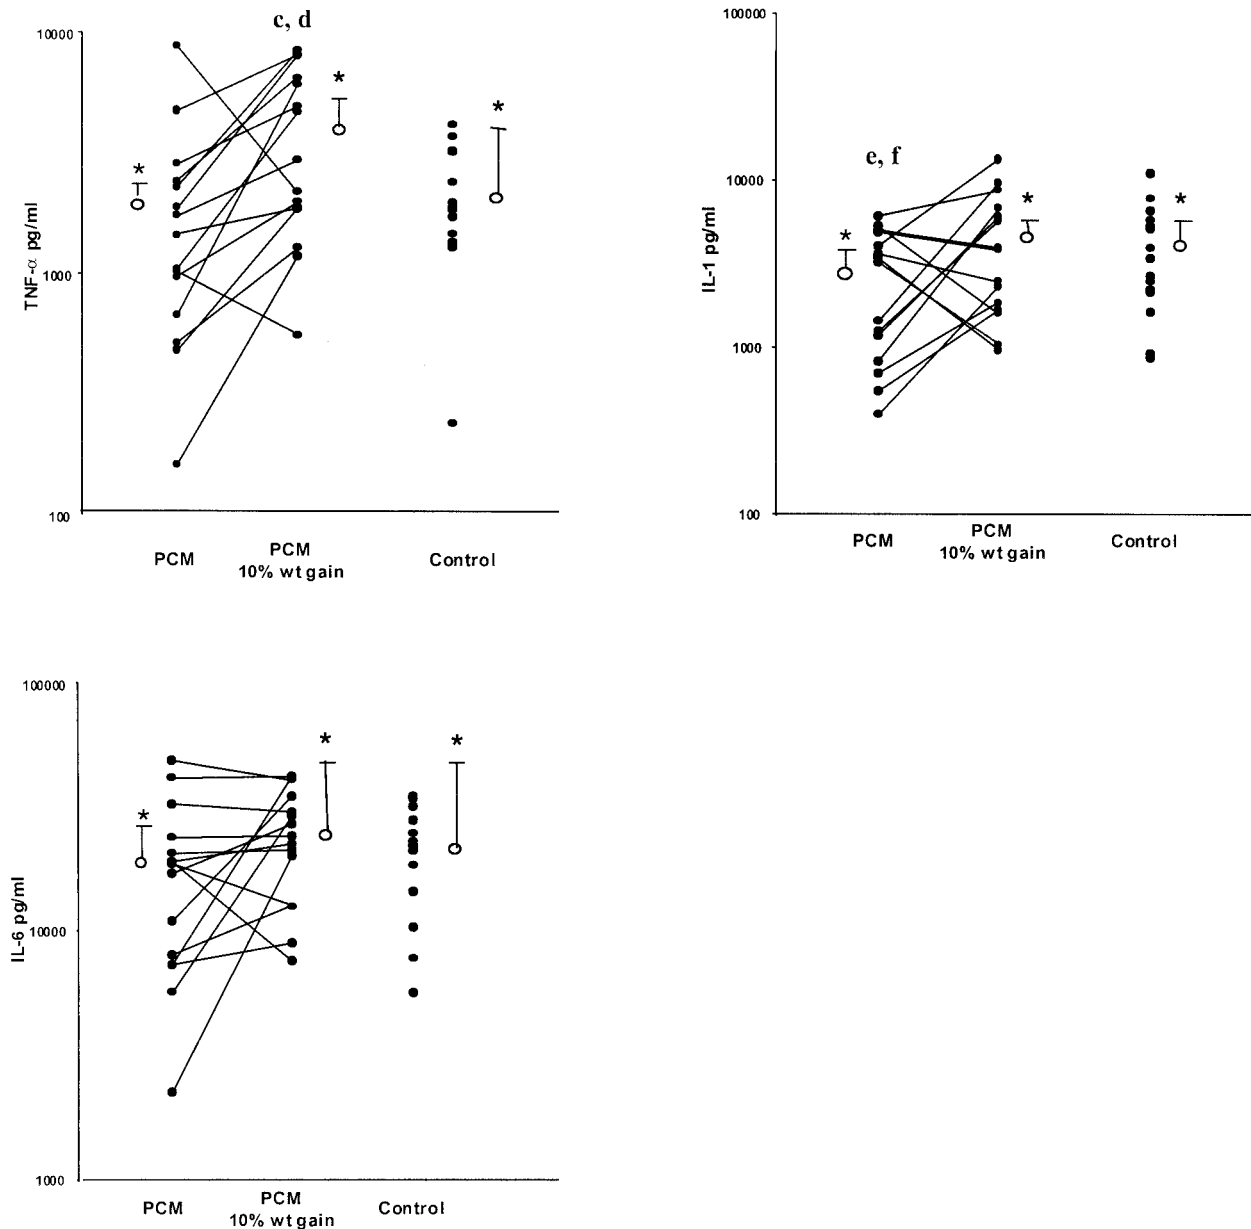 c, d
10000
TNF-α pg/ml
1000
100
*
*
*
PCM
PCM
10% wt gain
Control
100000
10000
IL-1 pg/ml
1000
100
e, f
*
*
*
PCM
PCM
10% wt gain
Control
100000
IL-6 pg/ml
10000
1000
*
*
*
PCM
PCM
10% wt gain
Control